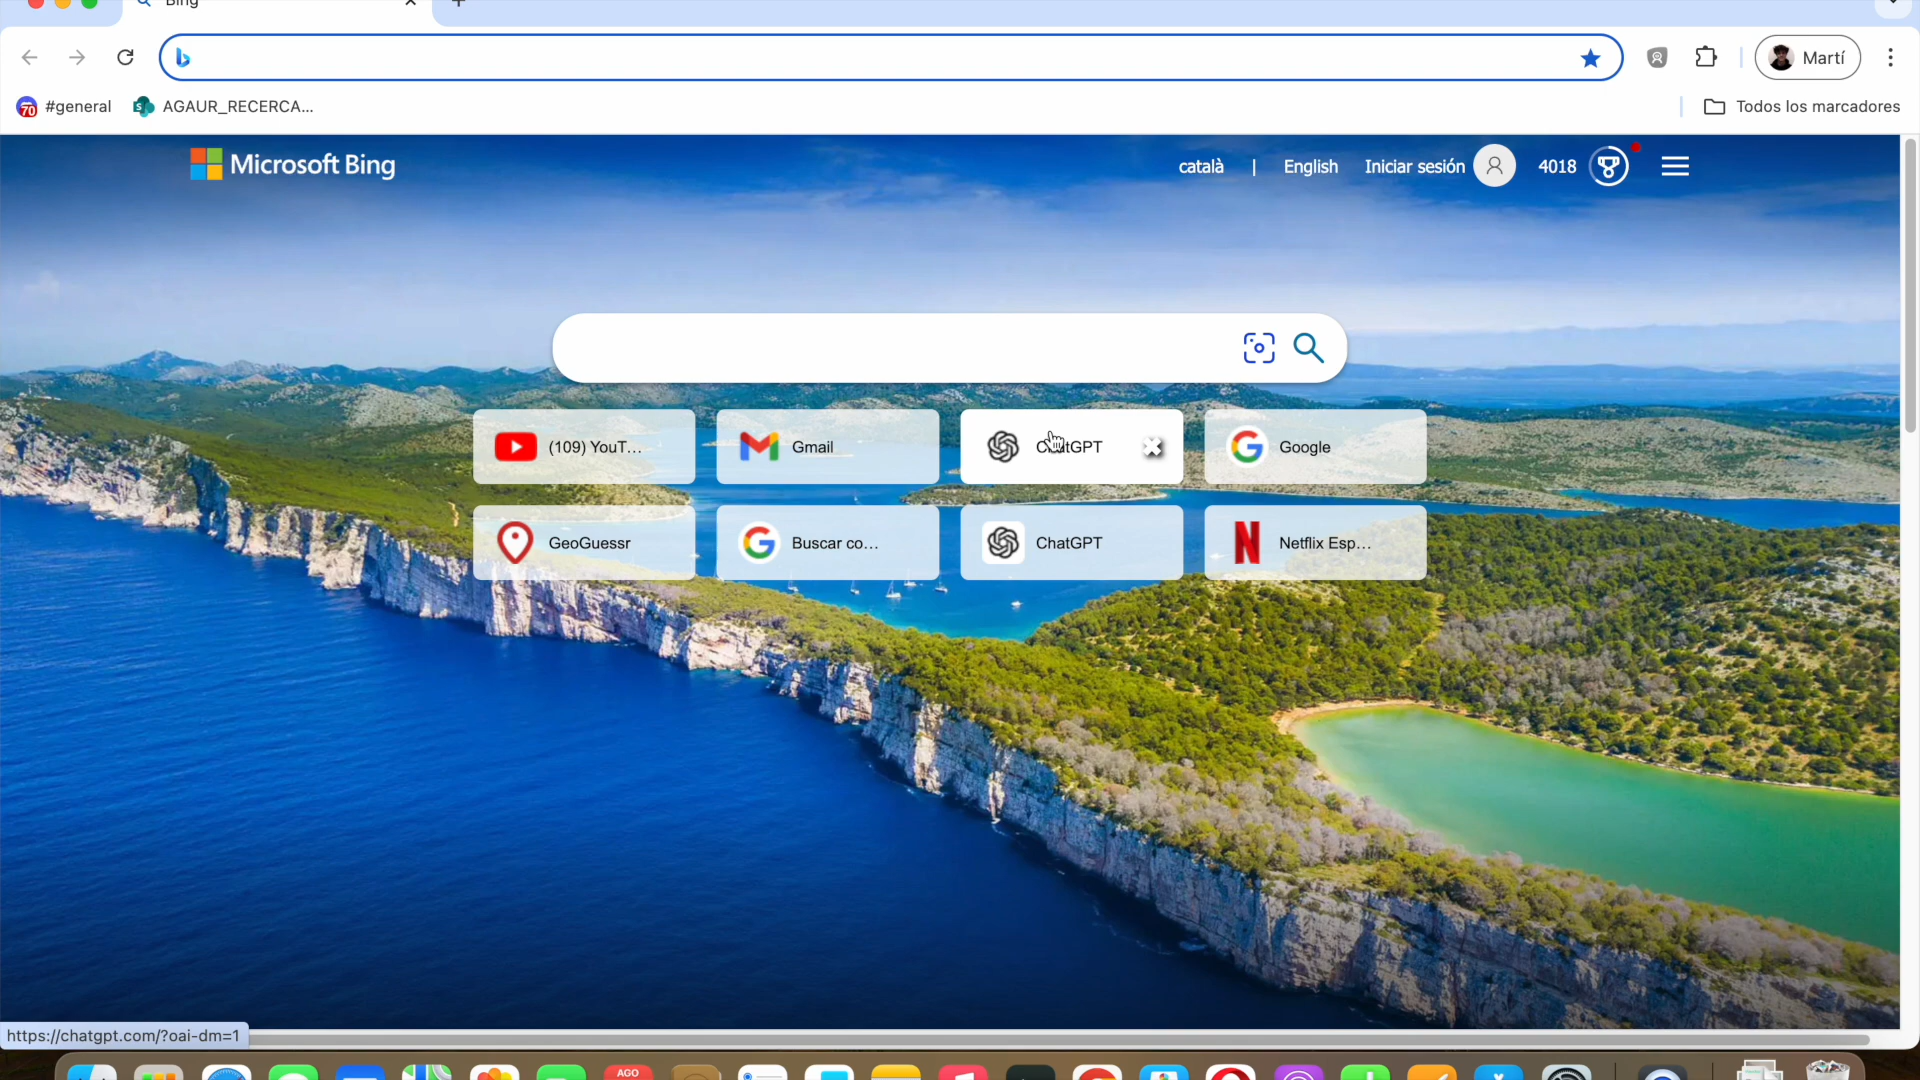 Bing
Martí
#general
AGAUR_RECERCA...
Todos los marcadores
Microsoft Bing
català | English Iniciar sesión 4018
(109) YouT...
Gmail
ChatGPT
Google
GeoGuessr
Buscar co...
ChatGPT
Netflix Esp...
https://chatgpt.com/?oai-dm=1
AGO